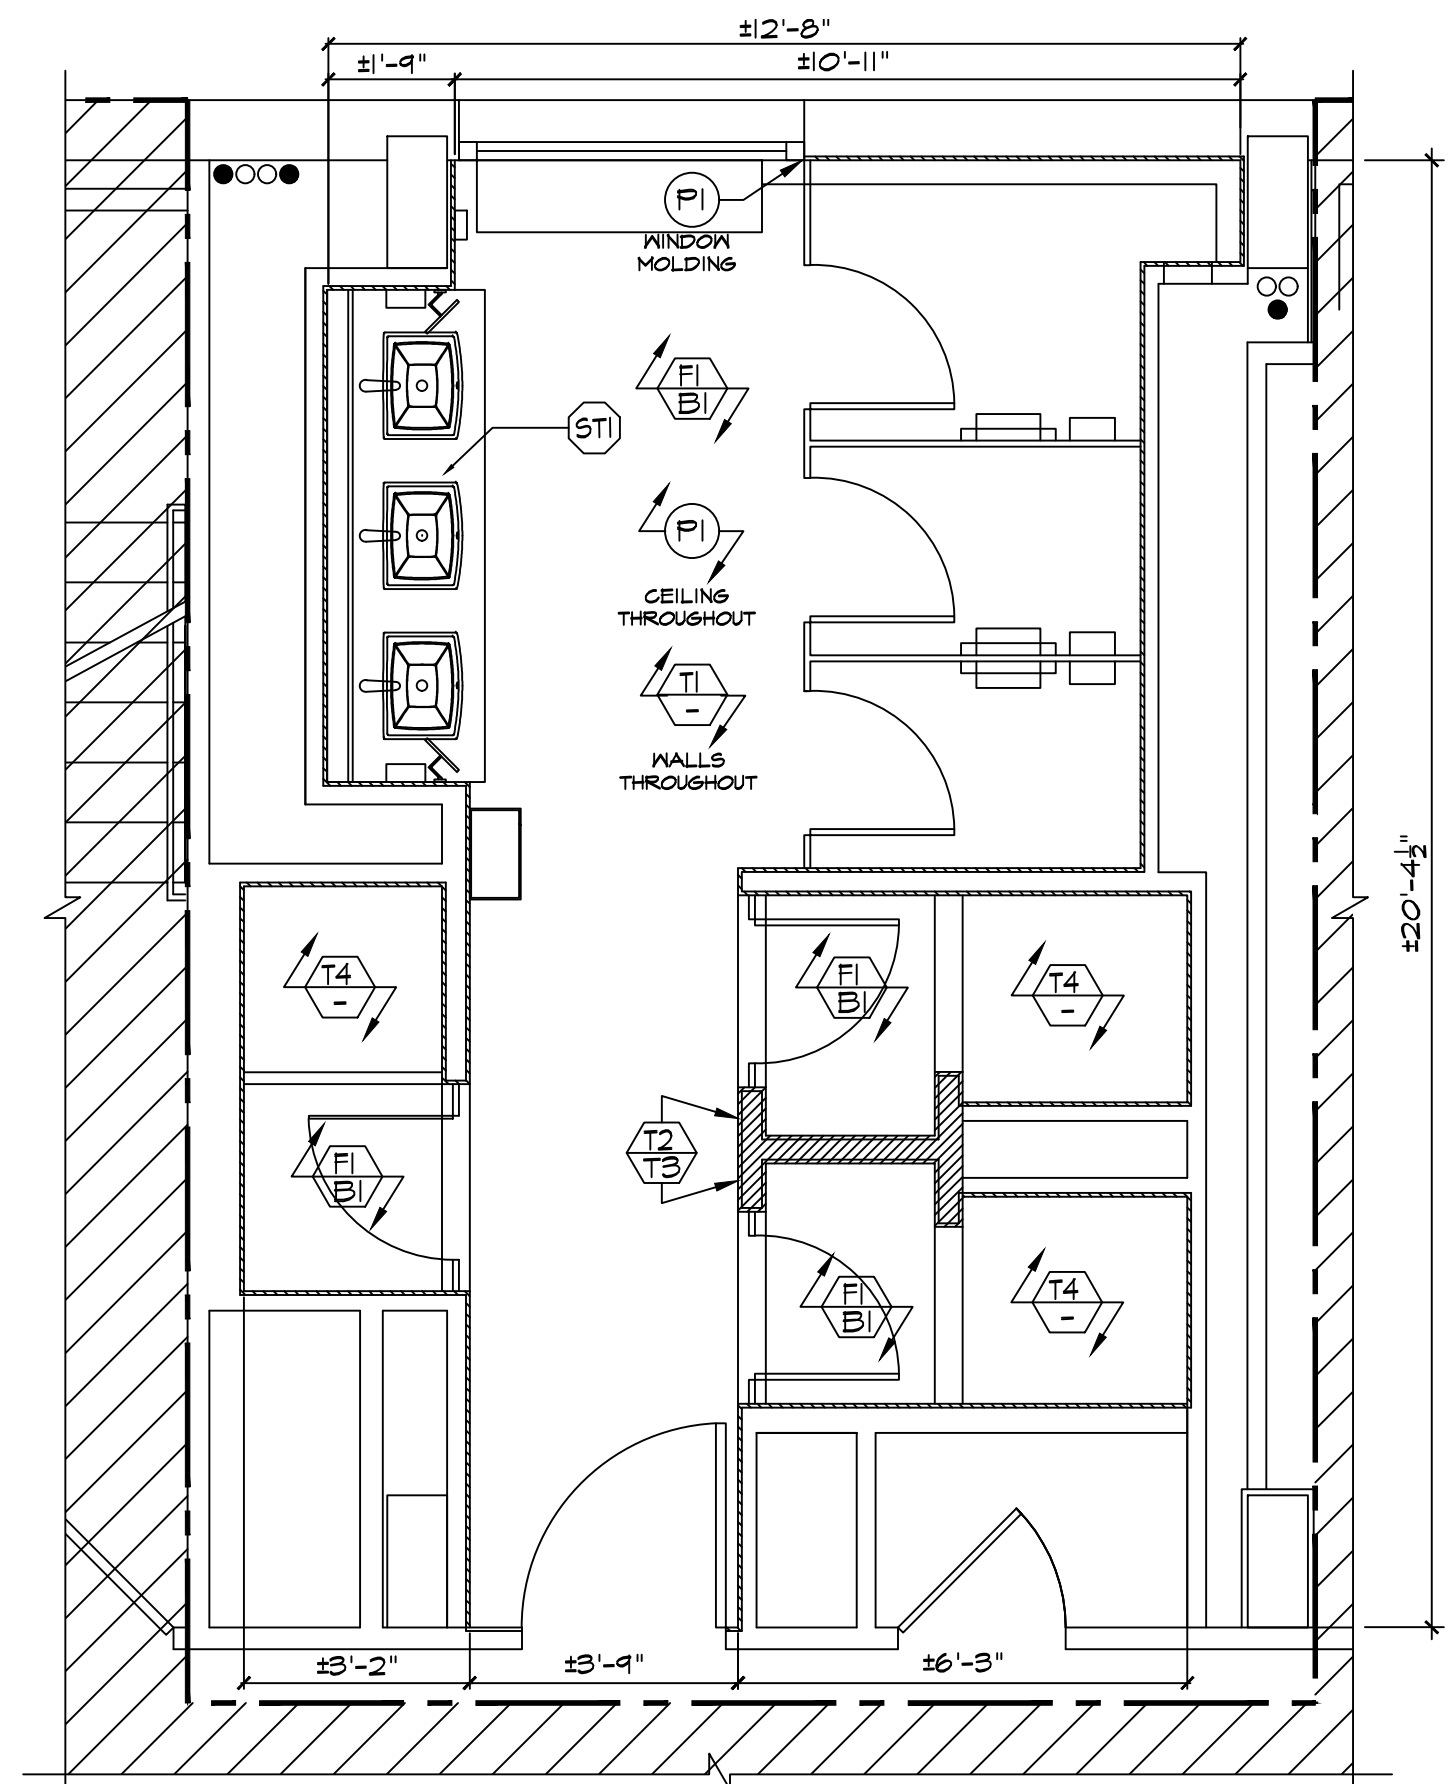 ±12'-8"
±1'-9"
±10'-11"
P1
WINDOW
MOLDING
F1
B1
ST1
P1
CEILING
THROUGHOUT
T1
-
WALLS
THROUGHOUT
±20'-4½"
T4
-
F1
B1
T4
-
T2
T3
F1
B1
F1
B1
T4
-
±3'-2"
±3'-9"
±6'-3"